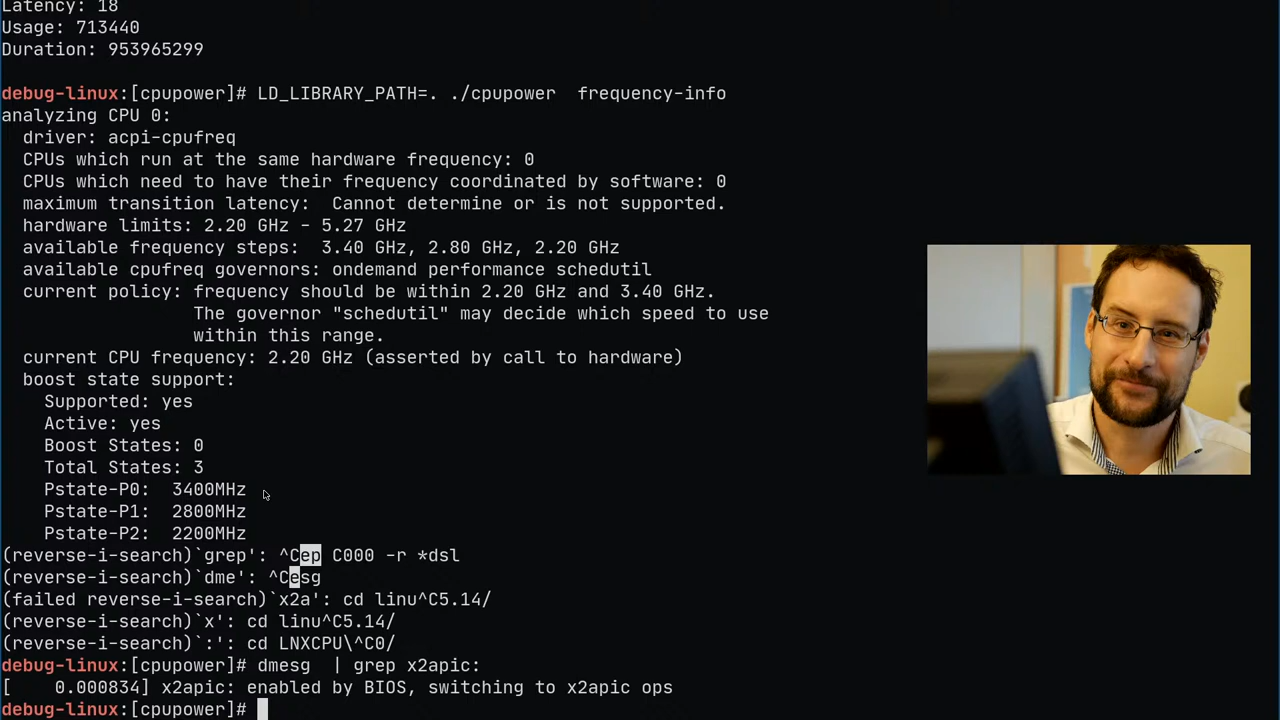 Latency: 18
Usage: 713440
Duration: 953965299
debug-linux:[cpupower]# LD_LIBRARY_PATH=. ./cpupower  frequency-info
analyzing CPU 0:
  driver: acpi-cpufreq
  CPUs which run at the same hardware frequency: 0
  CPUs which need to have their frequency coordinated by software: 0
  maximum transition latency:  Cannot determine or is not supported.
  hardware limits: 2.20 GHz - 5.27 GHz
  available frequency steps:  3.40 GHz, 2.80 GHz, 2.20 GHz
  available cpufreq governors: ondemand performance schedutil
  current policy: frequency should be within 2.20 GHz and 3.40 GHz.
                  The governor "schedutil" may decide which speed to use
                  within this range.
  current CPU frequency: 2.20 GHz (asserted by call to hardware)
  boost state support:
    Supported: yes
    Active: yes
    Boost States: 0
    Total States: 3
    Pstate-P0:  3400MHz
    Pstate-P1:  2800MHz
    Pstate-P2:  2200MHz
(reverse-i-search)`grep': ^Cep C000 -r *dsl
(reverse-i-search)`dme': ^Cesg
(failed reverse-i-search)`x2a': cd linu^C5.14/
(reverse-i-search)`x': cd linu^C5.14/
(reverse-i-search)`:': cd LNXCPU\^C0/
debug-linux:[cpupower]# dmesg  | grep x2apic:
[    0.000834] x2apic: enabled by BIOS, switching to x2apic ops
debug-linux:[cpupower]#